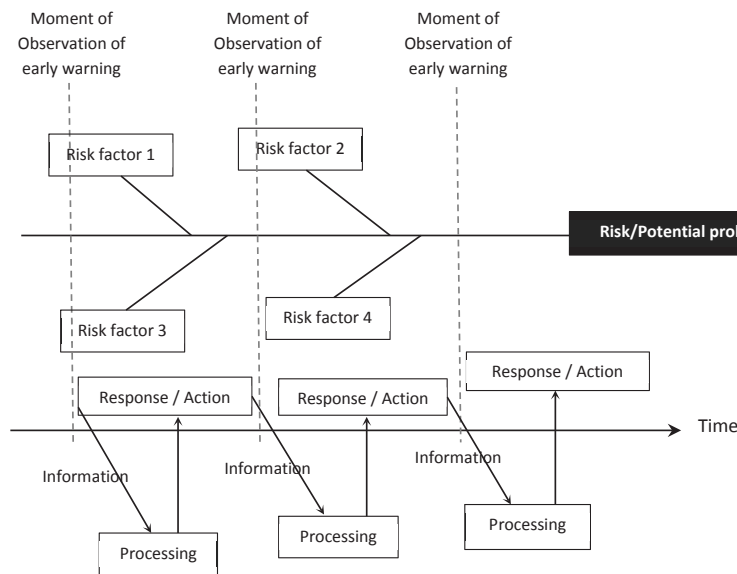 Moment of
Observation of
early warning
Moment of
Observation of
early warning
Moment of
Observation of
early warning
Risk factor 1
Risk factor 2
Risk/Potential
Risk factor 3
Risk factor 4
Response / Action
Response / Action
Response / Action
Time
Information
Information
Information
Processing
Processing
Processing